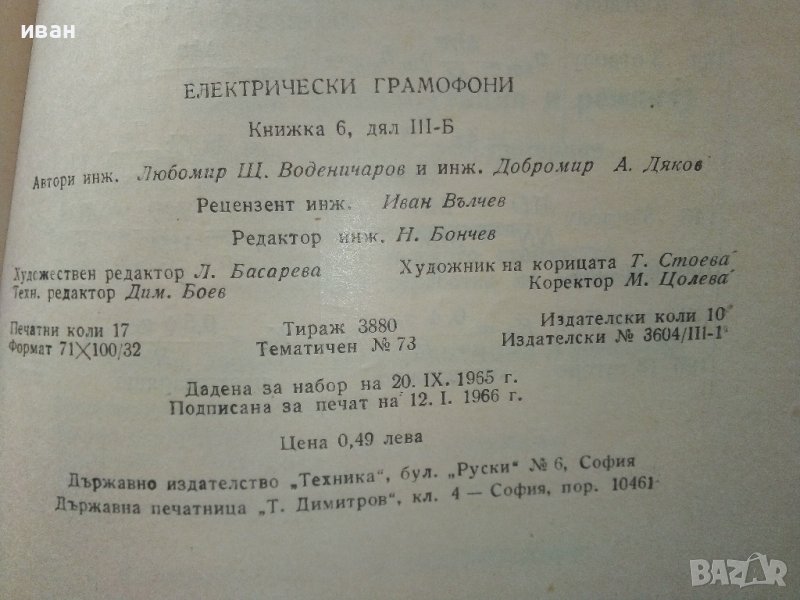 иван
ЕЛЕКТРИЧЕСКИ ГРАМОФОНИ
Книжка 6, дял III-Б
Автори инж. Любомир Щ. Воденичаров и инж. Добромир А. Дяков
Рецензент инж. Иван Вълчев
Редактор инж. Н. Бончев
Художествен редактор Л. Басарева Художник на корицата Т. Стоева
Техн. редактор Дим. Боев Коректор М. Цолева
Печатни коли 17 Тираж 3880 Издателски коли 10
Формат 71×100/32 Тематичен № 73 Издателски № 3604/III-1
Дадена за набор на 20. IX. 1965 г.
Подписана за печат на 12. I. 1966 г.
Цена 0,49 лева
Държавно издателство „Техника“, бул. „Руски“ № 6, София
Държавна печатница „Т. Димитров“, кл. 4 — София, пор. 10461
BAZAR